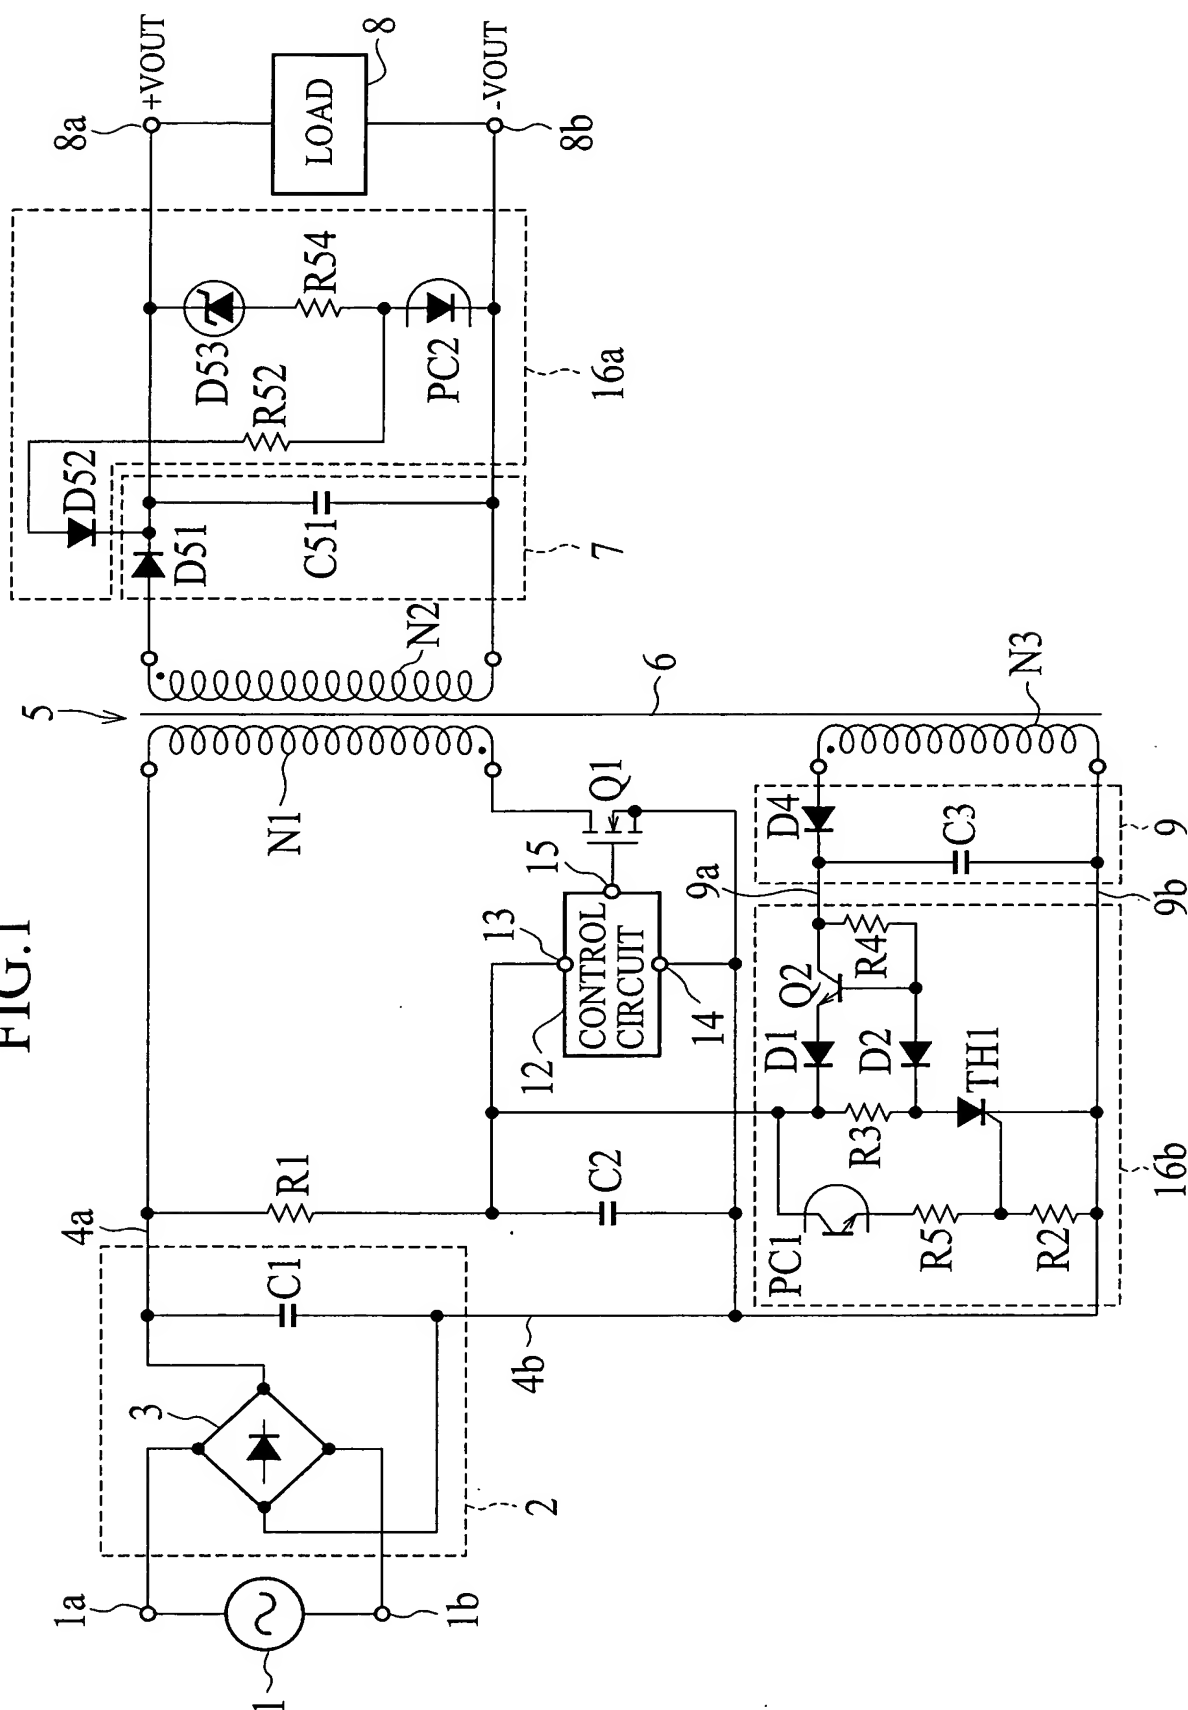 FIG.1
1
1a
1b
2
3
C1
4a
4b
R1
C2
5
N1
N2
6
N3
Q1
15
13
12
CONTROL
CIRCUIT
14
D51
C51
7
D52
R52
D53
R54
PC2
16a
8a
+VOUT
LOAD
8
-VOUT
8b
D4
C3
9
9a
9b
Q2
R4
D1
D2
R3
TH1
PC1
R5
R2
16b